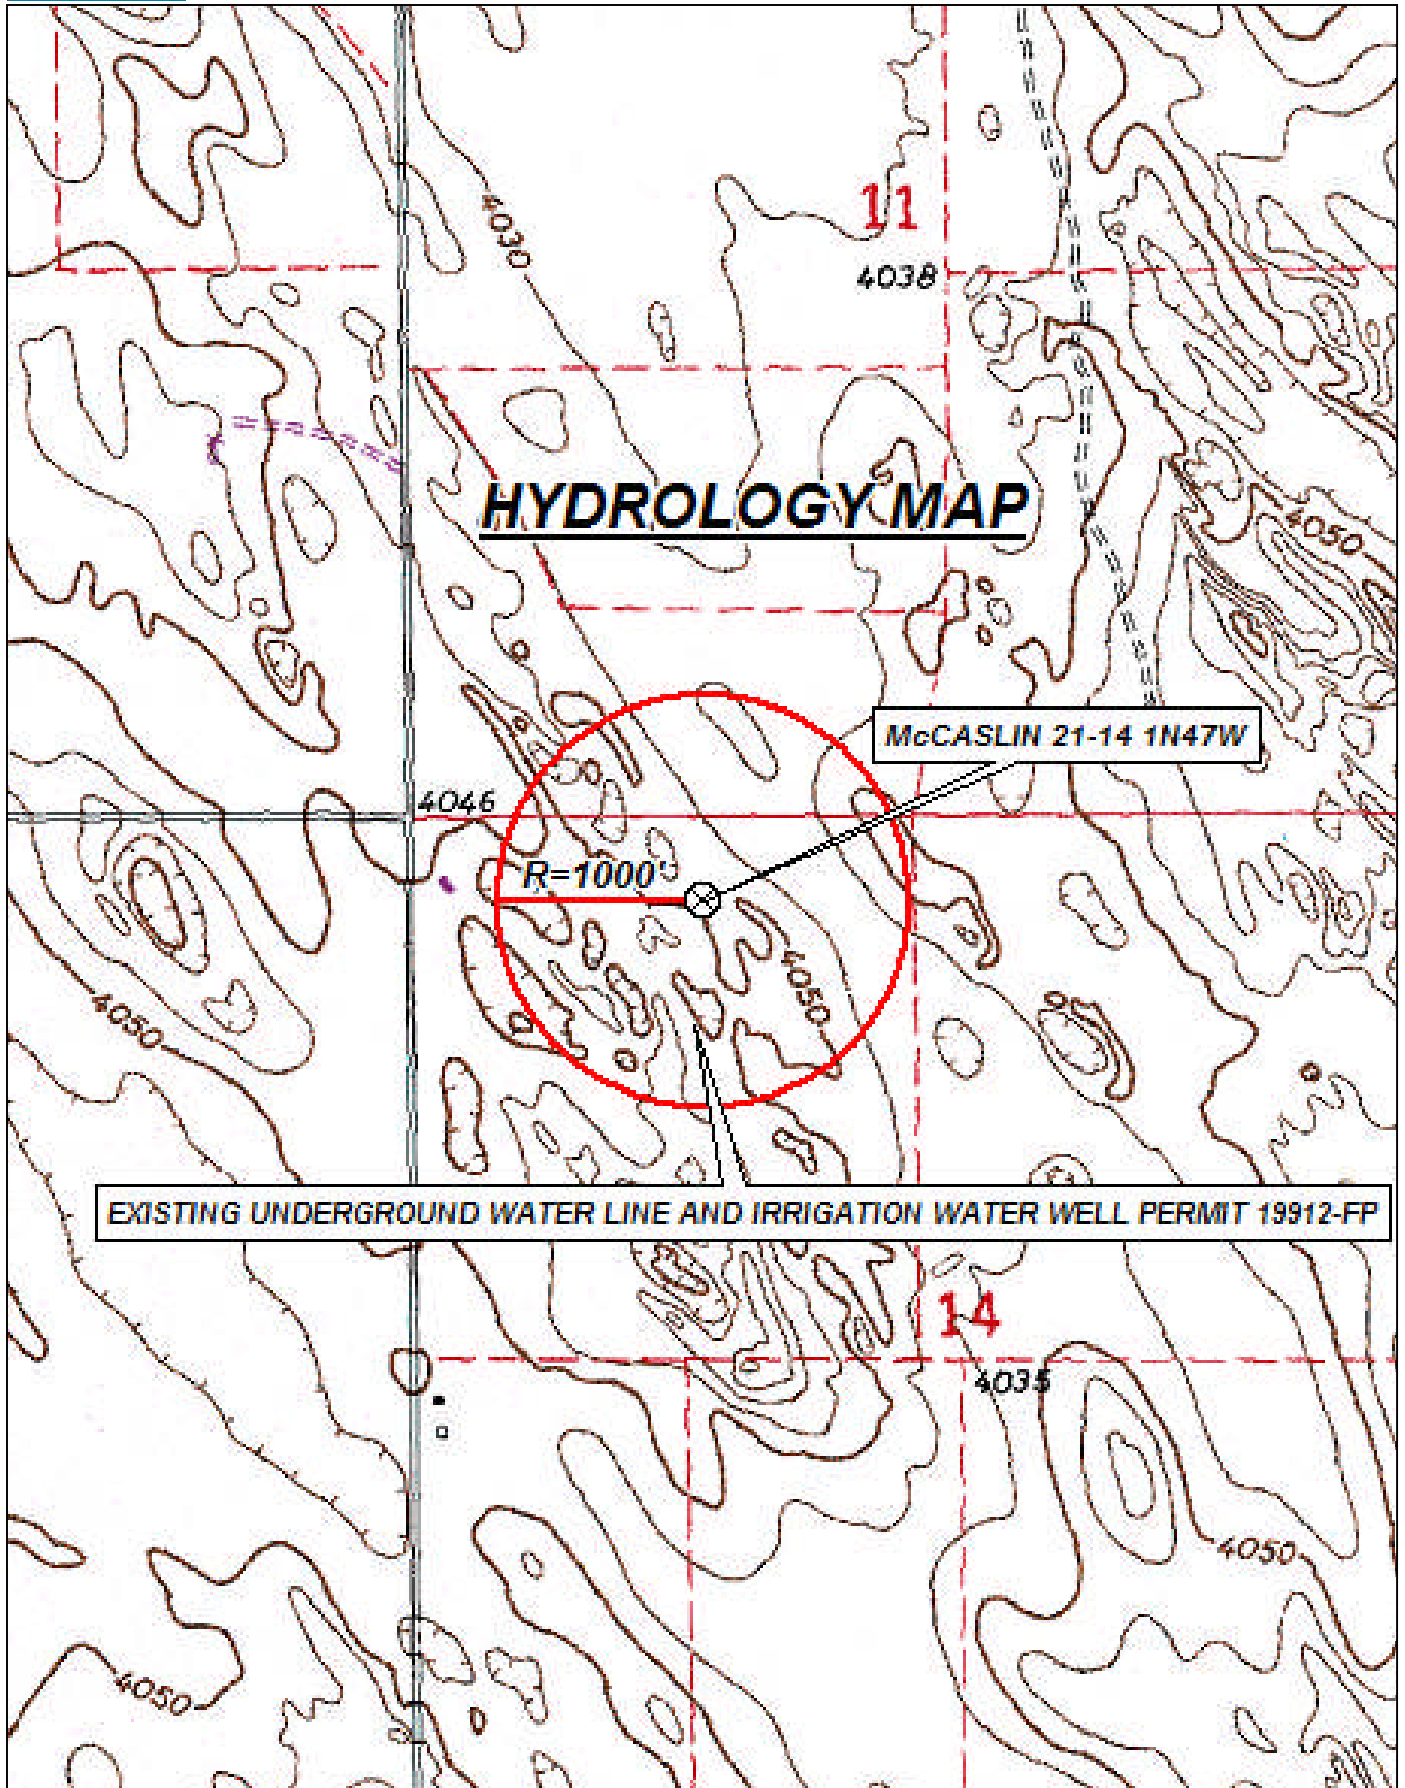 4030
11
4038
HYDROLOGY MAP
4050
McCASLIN 21-14 1N47W
4046
R=1000'
4050
4050
EXISTING UNDERGROUND WATER LINE AND IRRIGATION WATER WELL PERMIT 19912-FP
14
4035
4050
4050